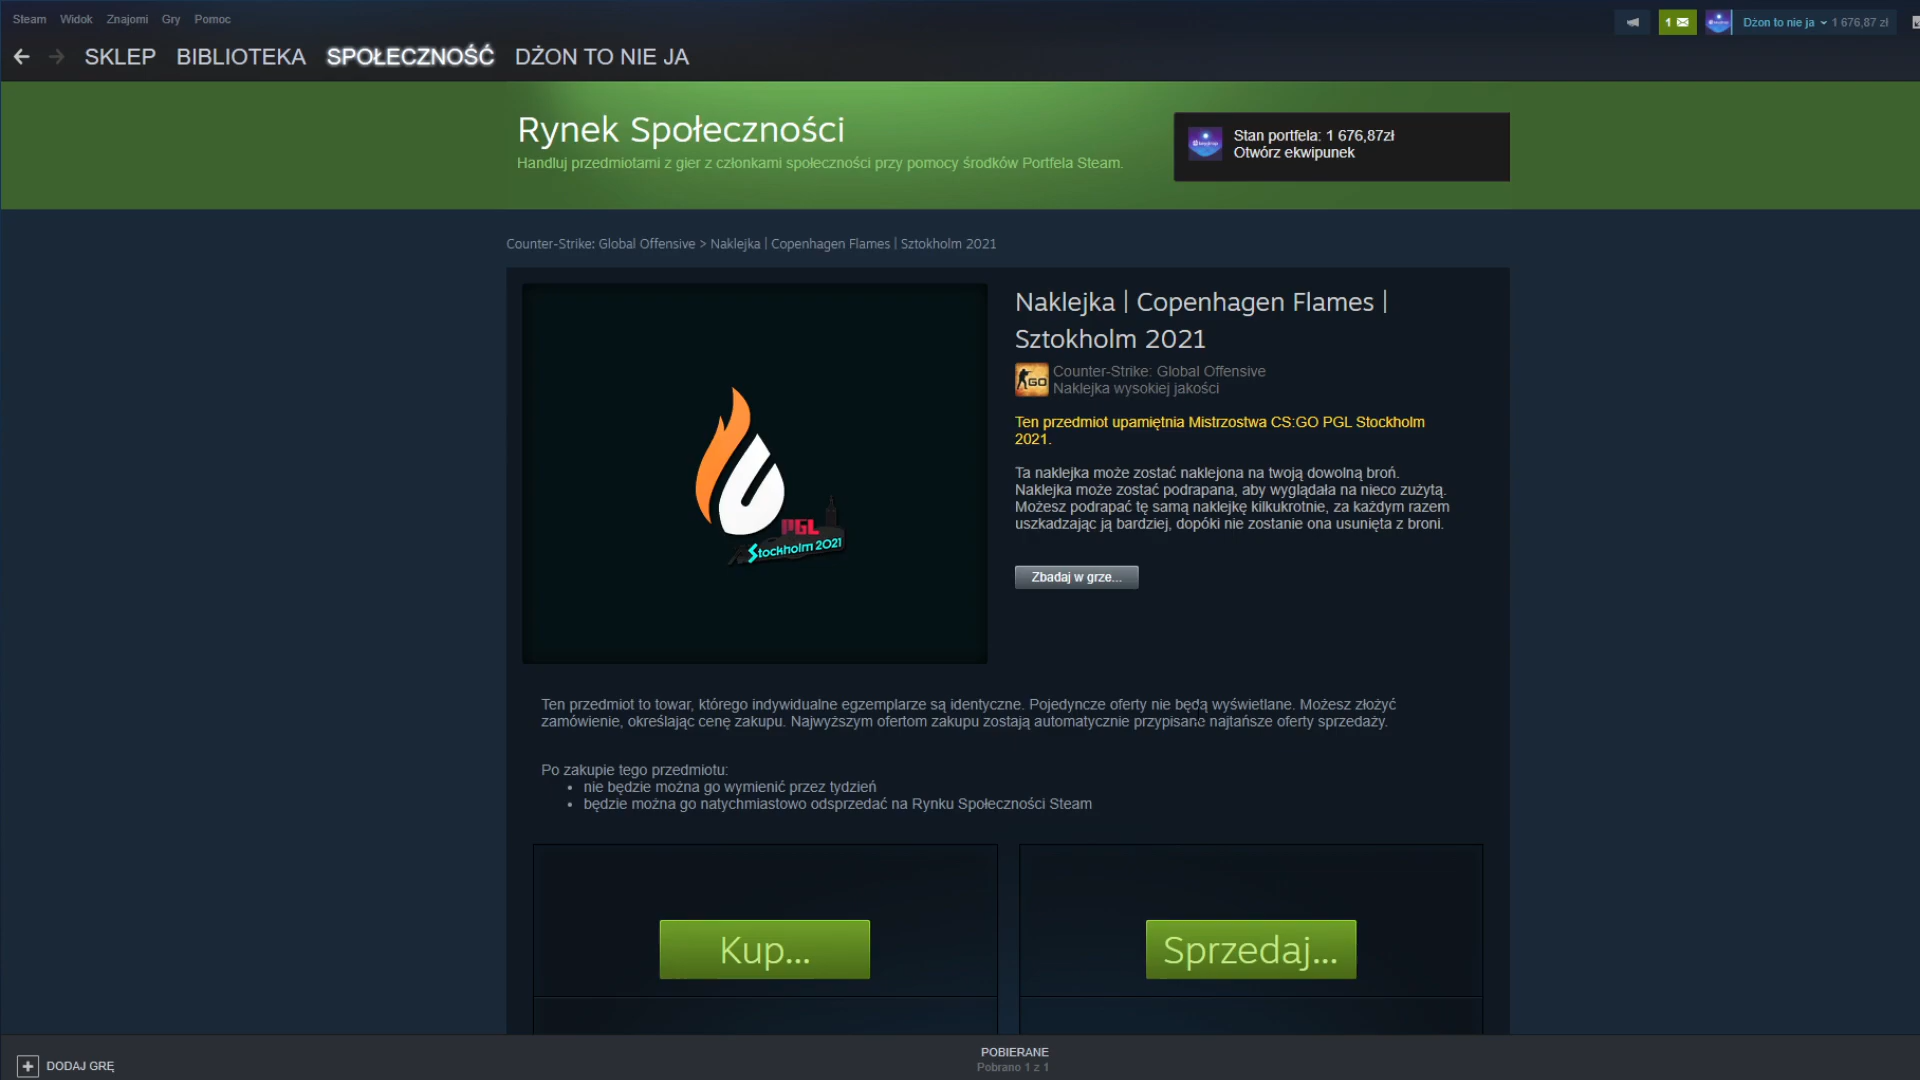 Steam Widok Znajomi Gry Pomoc
1
Dżon to nie ja 1 676,87 zł
SKLEP BIBLIOTEKA SPOŁECZNOŚĆ DŻON TO NIE JA
Rynek Społeczności
Handluj przedmiotami z gier z członkami społeczności przy pomocy środków Portfela Steam.
Stan portfela: 1 676,87zł
Otwórz ekwipunek
Counter-Strike: Global Offensive > Naklejka | Copenhagen Flames | Sztokholm 2021
Naklejka | Copenhagen Flames |
Sztokholm 2021
GO
Counter-Strike: Global Offensive
Naklejka wysokiej jakości
Ten przedmiot upamiętnia Mistrzostwa CS:GO PGL Stockholm
2021.
Ta naklejka może zostać naklejona na twoją dowolną broń.
Naklejka może zostać podrapana, aby wyglądała na nieco zużytą.
Możesz podrapać tę samą naklejkę kilkukrotnie, za każdym razem
uszkadzając ją bardziej, dopóki nie zostanie ona usunięta z broni.
PGL
Stockholm 2021
Zbadaj w grze...
Ten przedmiot to towar, którego indywidualne egzemplarze są identyczne. Pojedyncze oferty nie będą wyświetlane. Możesz złożyć
zamówienie, określając cenę zakupu. Najwyższym ofertom zakupu zostają automatycznie przypisane najtańsze oferty sprzedaży.
Po zakupie tego przedmiotu:
• nie będzie można go wymienić przez tydzień
• będzie można go natychmiastowo odsprzedać na Rynku Społeczności Steam
Kup...
Sprzedaj...
DODAJ GRĘ
POBIERANE
Pobrano 1 z 1